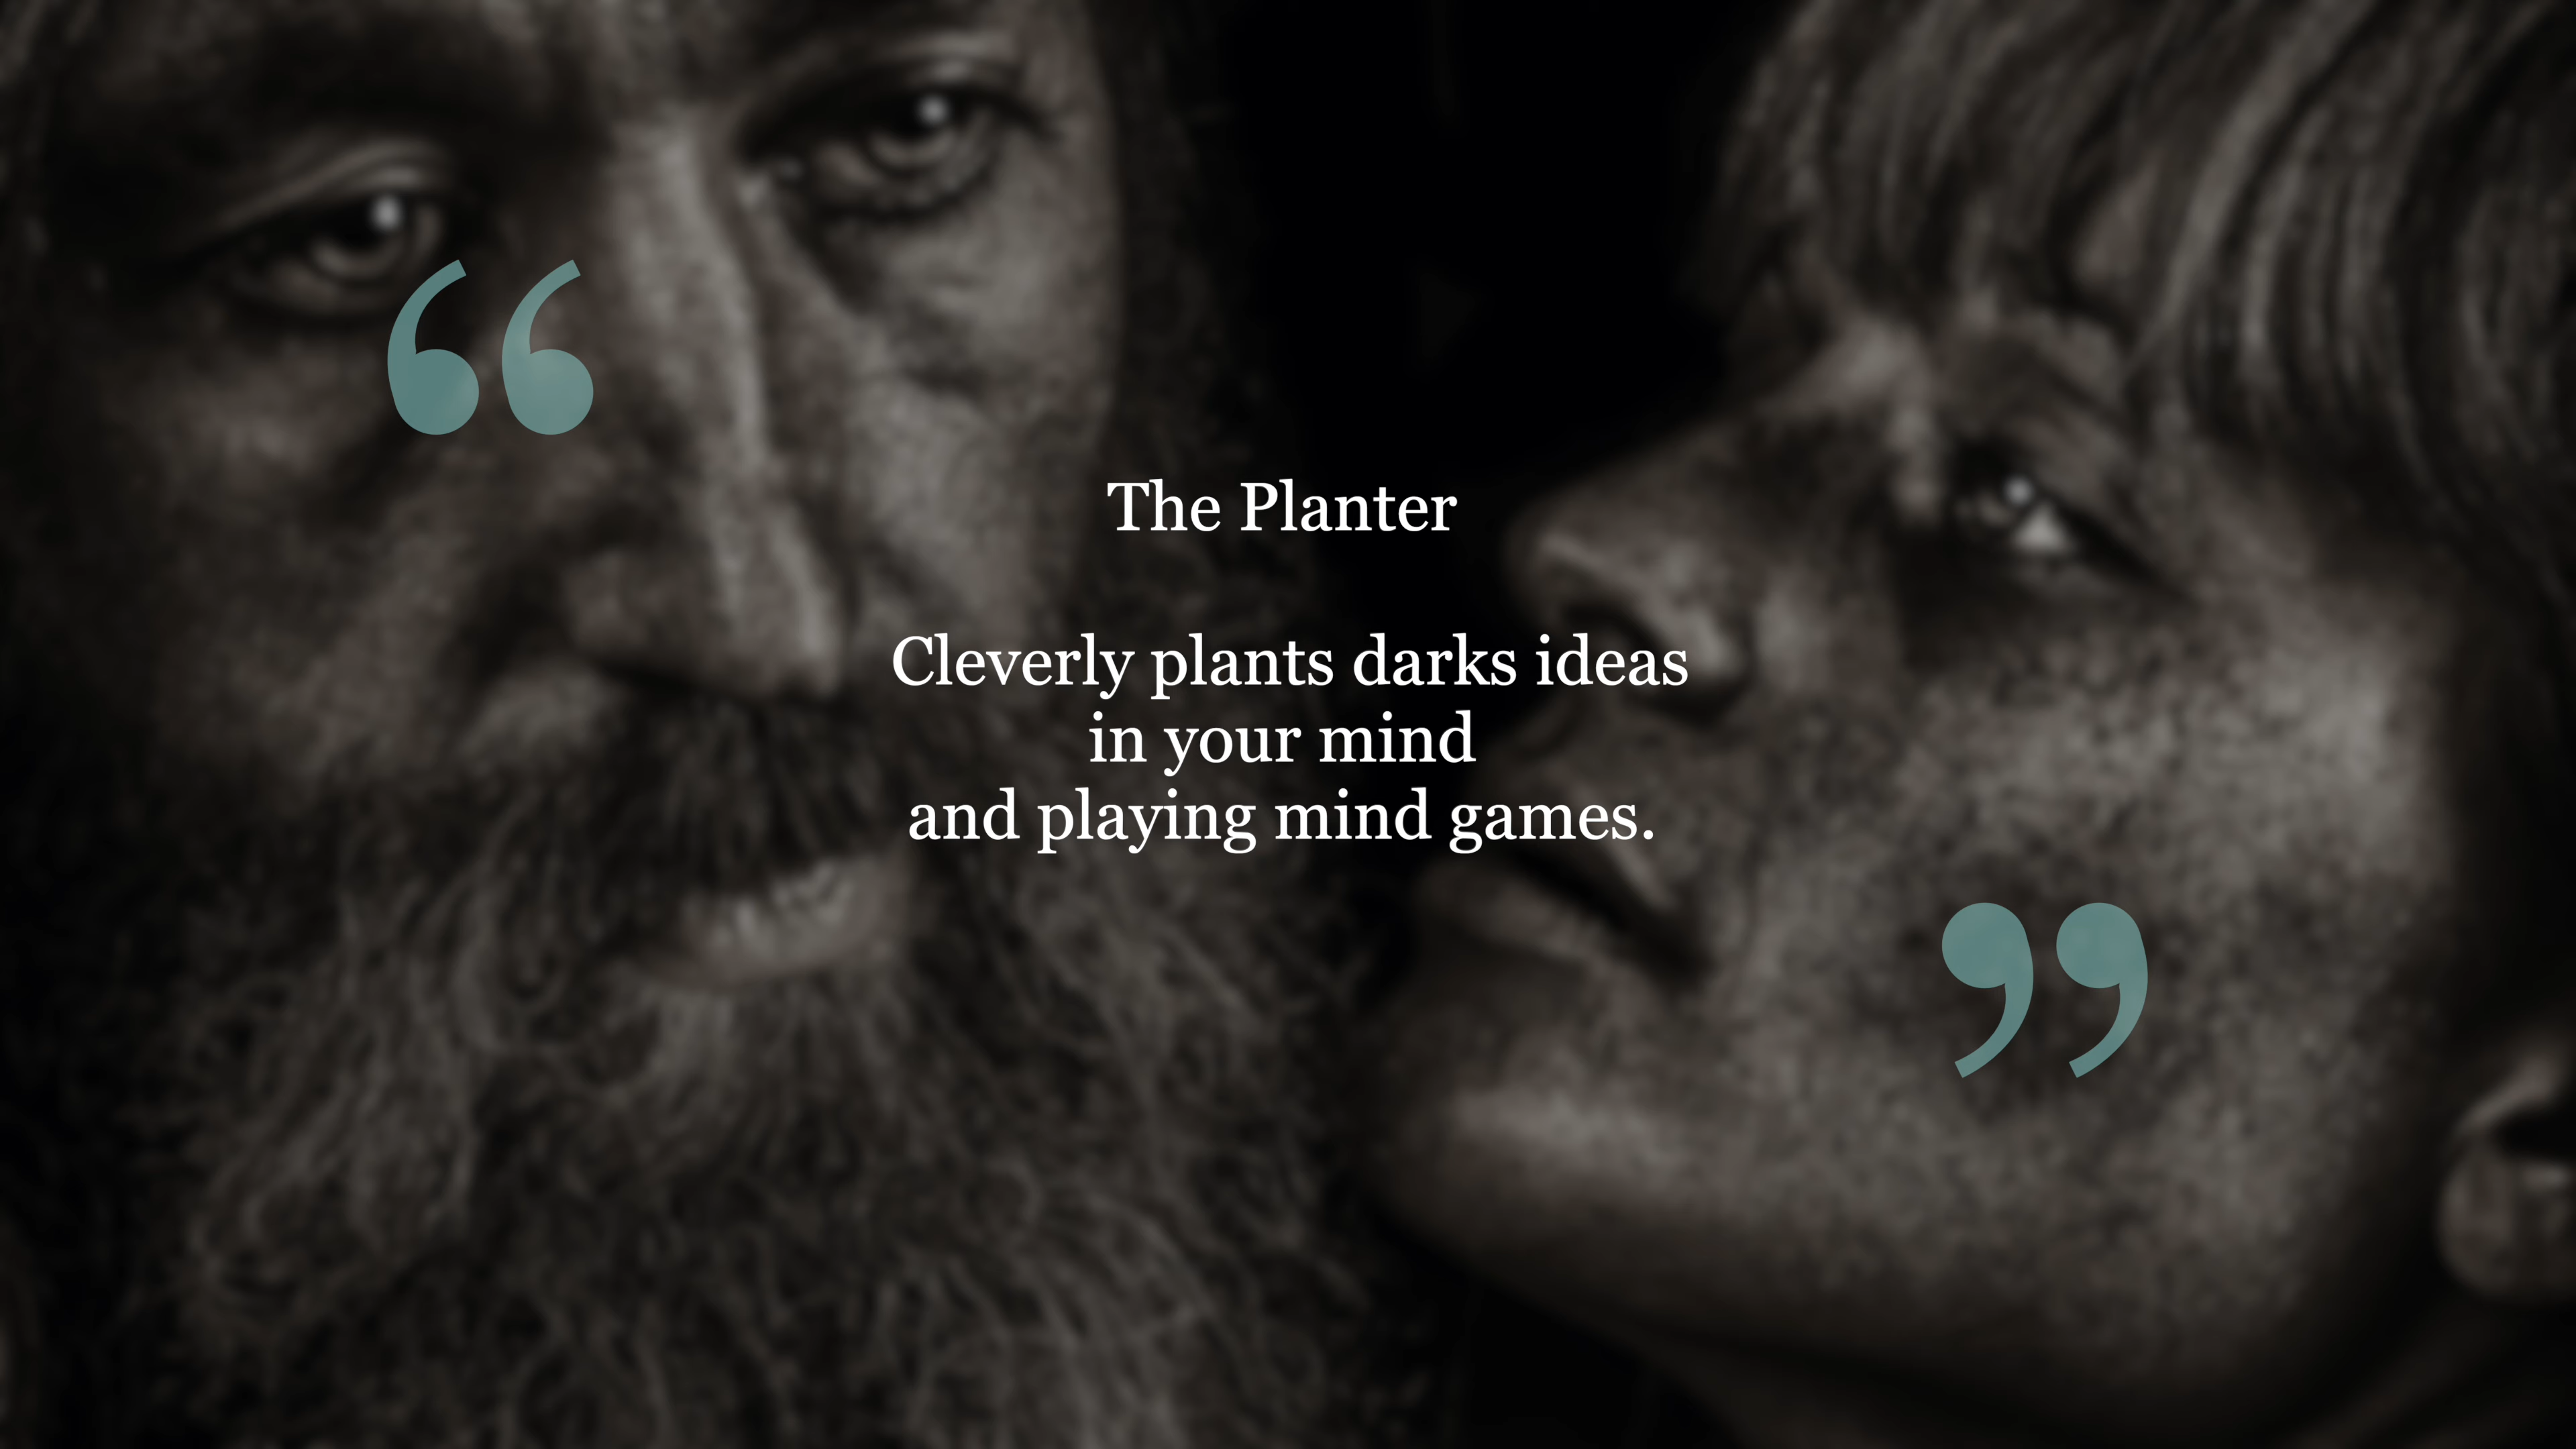 “
The Planter
Cleverly plants darks ideas
in your mind
and playing mind games.
”